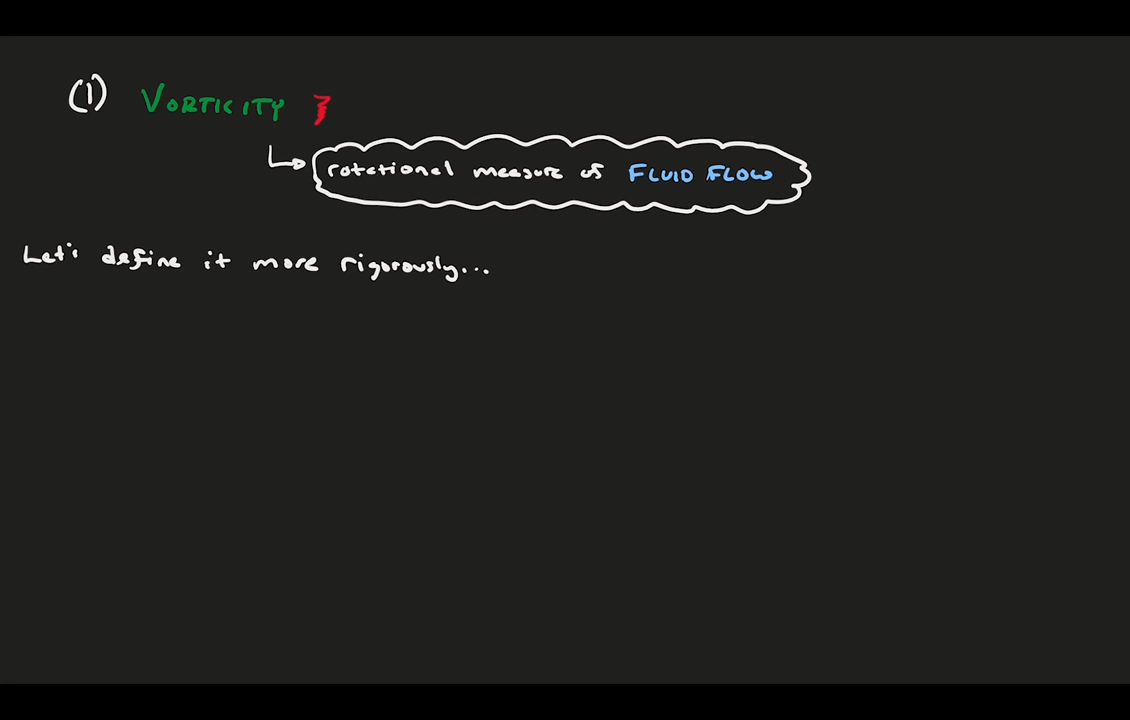 (1) VORTICITY ξ
rotational measure of FLUID FLOW
Let's define it more rigorously...